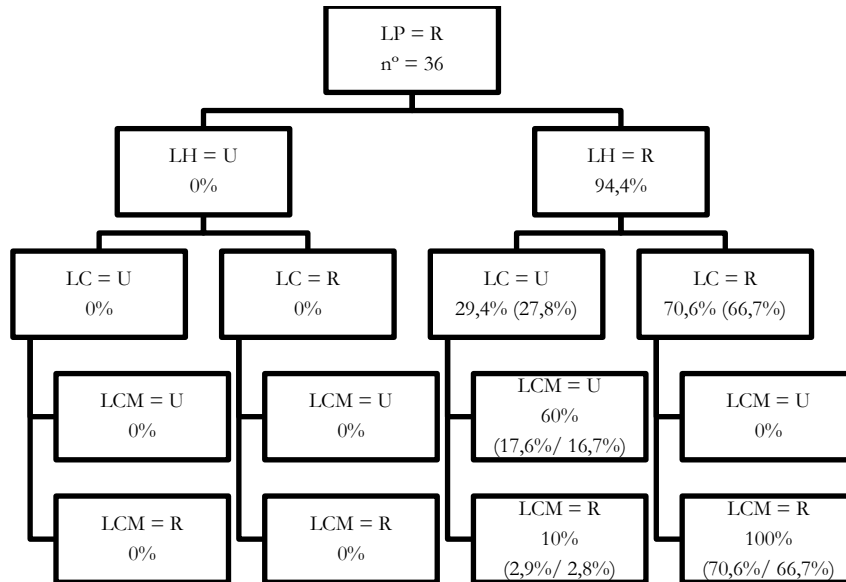 LP = R
nº = 36
LH = U
0%
LH = R
94,4%
LC = U
0%
LC = R
0%
LC = U
29,4% (27,8%)
LC = R
70,6% (66,7%)
LCM = U
0%
LCM = U
0%
LCM = U
60%
(17,6%/ 16,7%)
LCM = U
0%
LCM = R
0%
LCM = R
0%
LCM = R
10%
(2,9%/ 2,8%)
LCM = R
100%
(70,6%/ 66,7%)